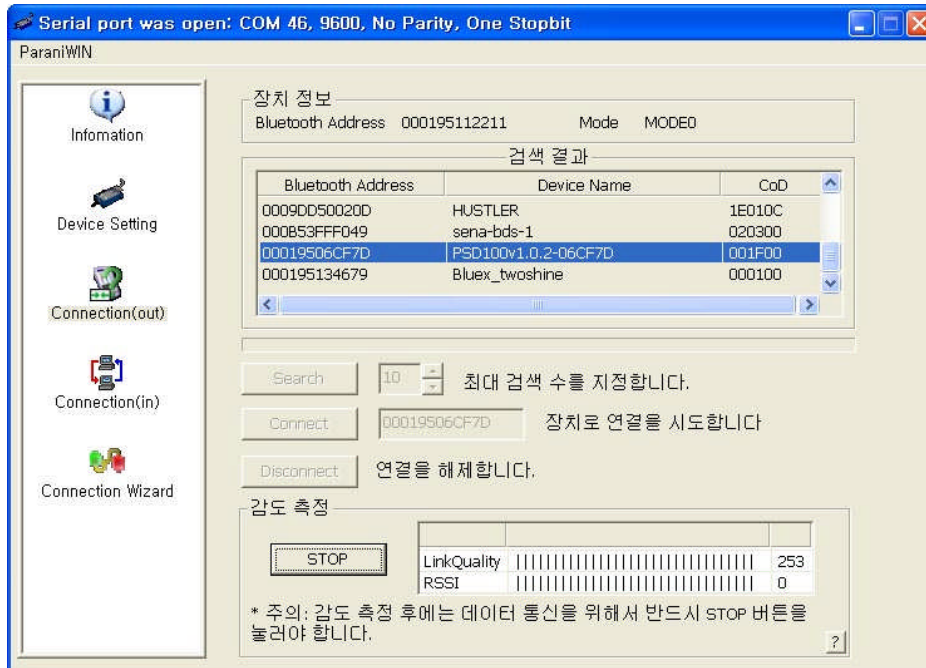 Serial port was open: COM 46, 9600, No Parity, One Stopbit
ParaniWIN
Infomation
Device Setting
Connection(out)
Connection(in)
Connection Wizard
장치 정보
Bluetooth Address 000195112211 Mode MODE0
검색 결과
Bluetooth Address Device Name CoD
0009DD50020D HUSTLER 1E010C
000B53FFF049 sena-bds-1 020300
00019506CF7D PSD100v1.0.2-06CF7D 001F00
000195134679 Bluex_twoshine 000100
Search 10 최대 검색 수를 지정합니다.
Connect 00019506CF7D 장치로 연결을 시도합니다
Disconnect 연결을 해제합니다.
감도 측정
STOP
LinkQuality 253
RSSI 0
* 주의: 감도 측정 후에는 데이터 통신을 위해서 반드시 STOP 버튼을
눌러야 합니다.
?